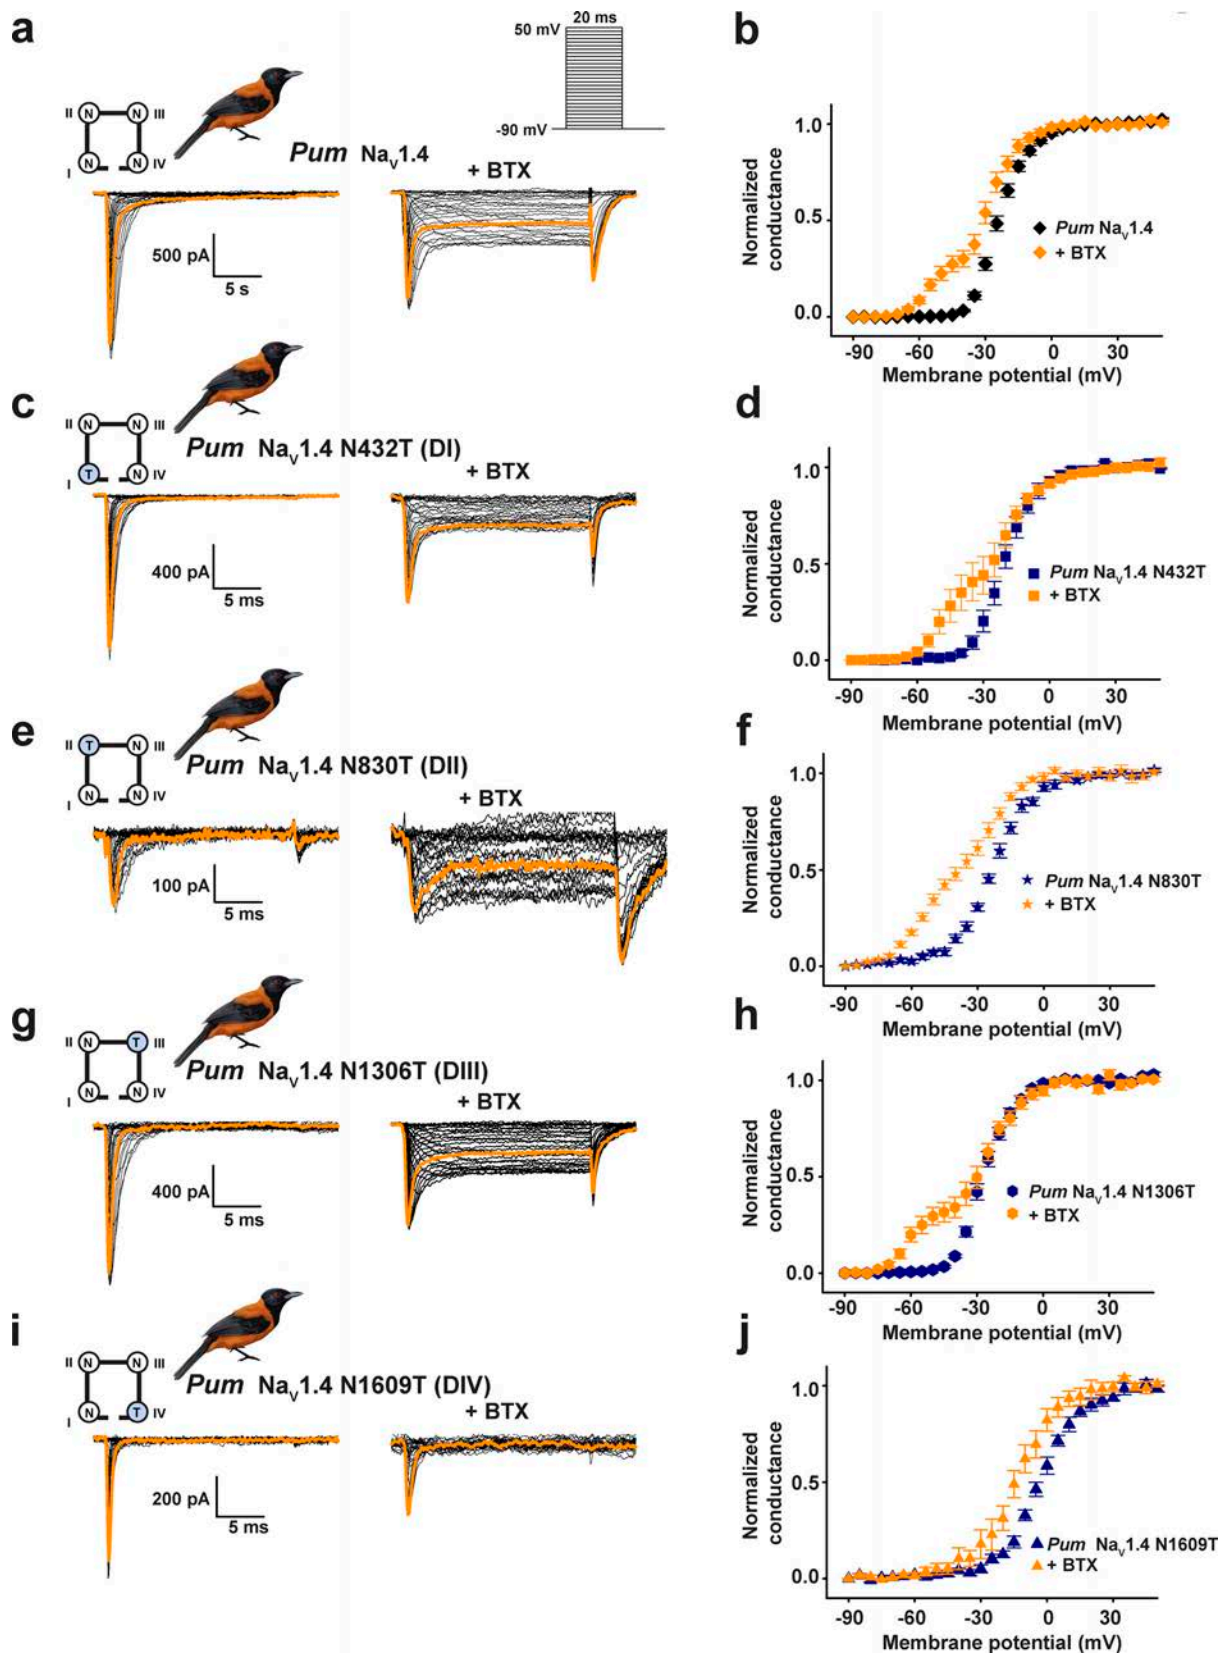 a
20 ms
50 mV
-90 mV
II N N III
I N N IV
Pum NaV1.4
+ BTX
500 pA
5 s
b
Normalized
conductance
1.0
0.5
0.0
Pum NaV1.4
+ BTX
-90 -60 -30 0 30
Membrane potential (mV)
c
II N N III
I T N IV
Pum NaV1.4 N432T (DI)
+ BTX
400 pA
5 ms
d
Normalized
conductance
1.0
0.5
0.0
Pum NaV1.4 N432T
+ BTX
-90 -60 -30 0 30
Membrane potential (mV)
e
II T N III
I N N IV
Pum NaV1.4 N830T (DII)
+ BTX
100 pA
5 ms
f
Normalized
conductance
1.0
0.5
0.0
Pum NaV1.4 N830T
+ BTX
-90 -60 -30 0 30
Membrane potential (mV)
g
II N T III
I N N IV
Pum NaV1.4 N1306T (DIII)
+ BTX
400 pA
5 ms
h
Normalized
conductance
1.0
0.5
0.0
Pum NaV1.4 N1306T
+ BTX
-90 -60 -30 0 30
Membrane potential (mV)
i
II N N III
I N T IV
Pum NaV1.4 N1609T (DIV)
+ BTX
200 pA
5 ms
j
Normalized
conductance
1.0
0.5
0.0
Pum NaV1.4 N1609T
+ BTX
-90 -60 -30 0 30
Membrane potential (mV)